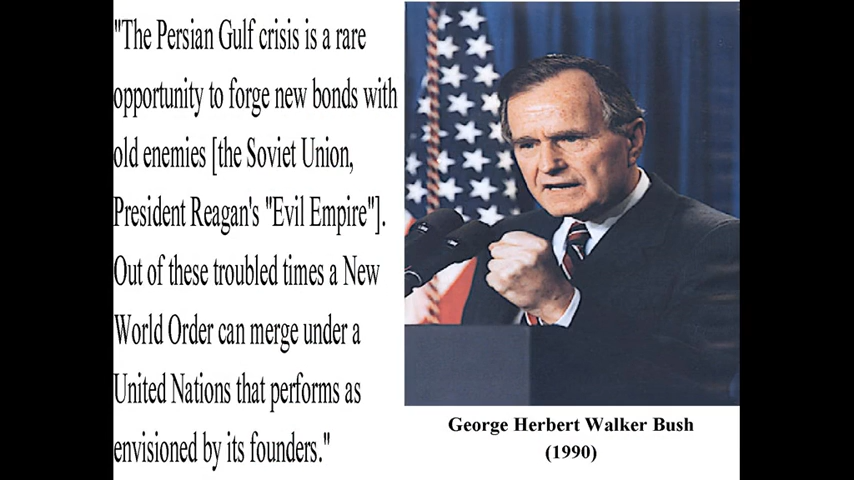 "The Persian Gulf crisis is a rare
opportunity to forge new bonds with
old enemies [the Soviet Union,
President Reagan's "Evil Empire"].
Out of these troubled times a New
World Order can merge under a
United Nations that performs as
envisioned by its founders."
George Herbert Walker Bush
(1990)